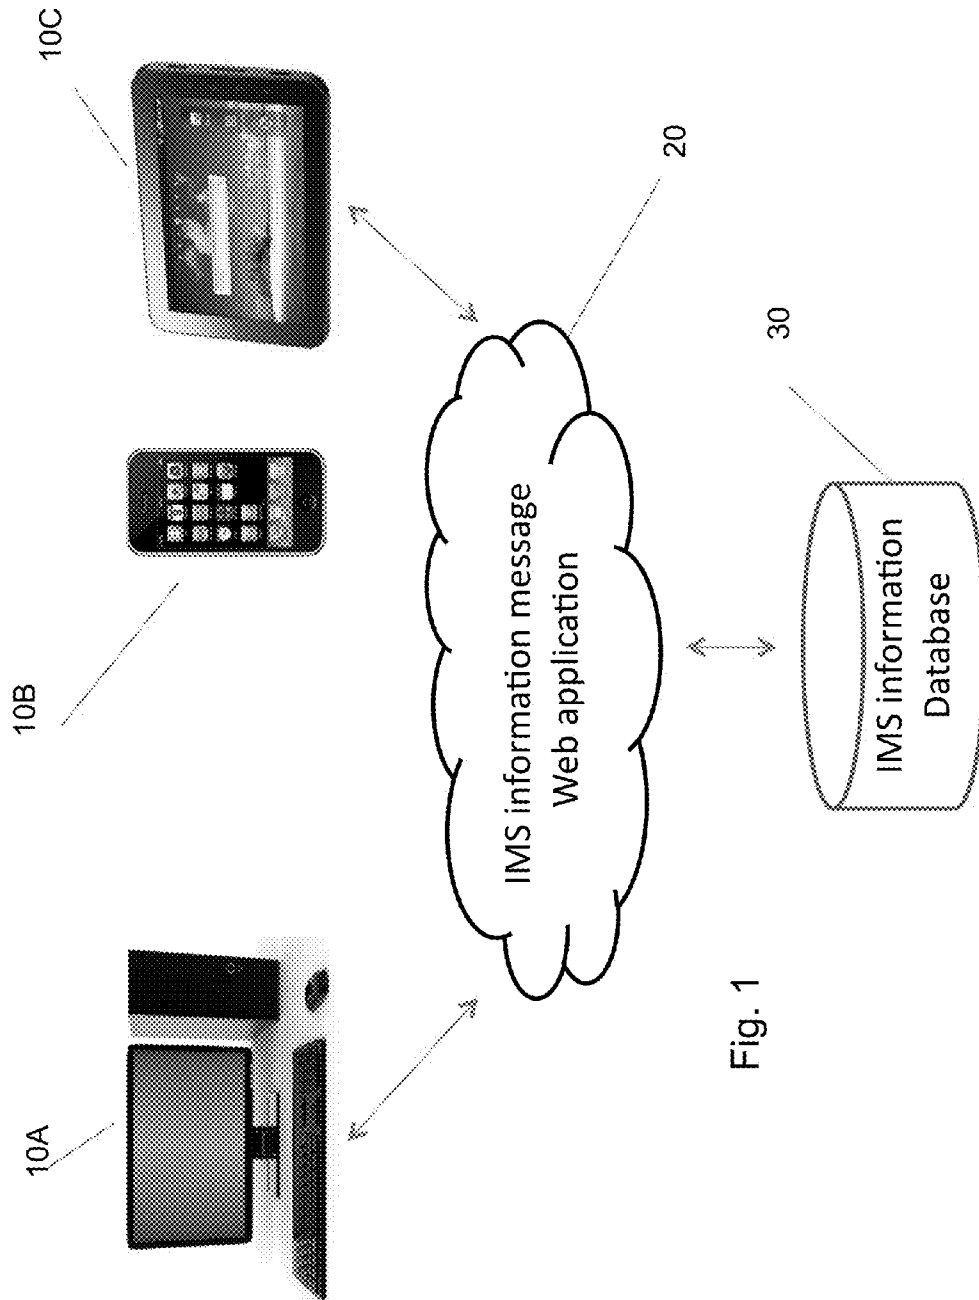 10A
10B
10C
IMS information message
Web application
20
30
IMS information
Database
Fig. 1